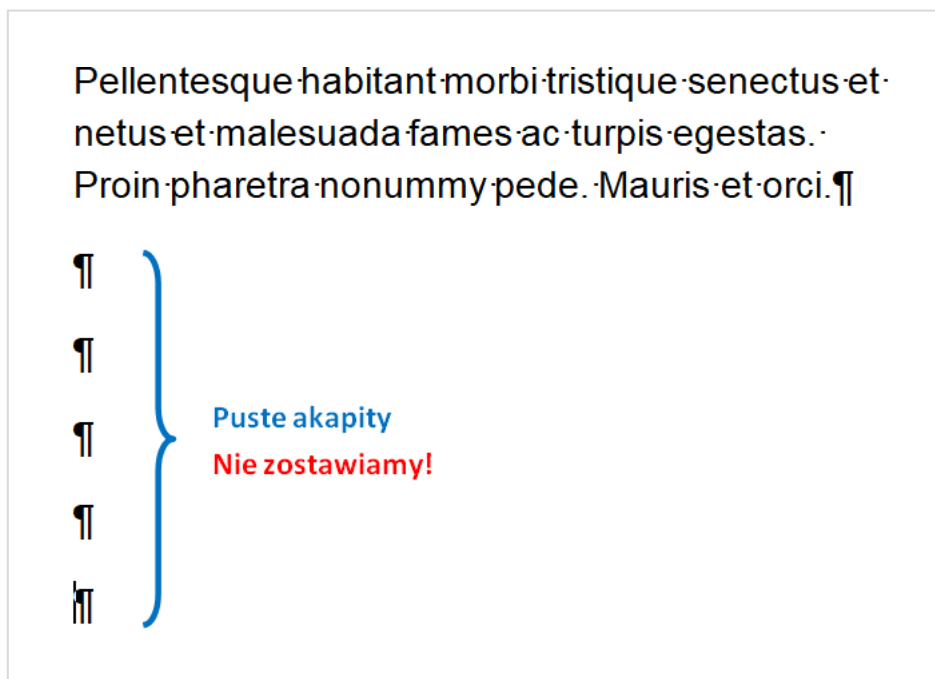 Pellentesque·habitant·morbi·tristique·senectus·et·
netus·et·malesuada·fames·ac·turpis·egestas.·
Proin·pharetra·nonummy·pede.·Mauris·et·orci.¶
¶
¶
¶
¶
¶
Puste akapity
Nie zostawiamy!